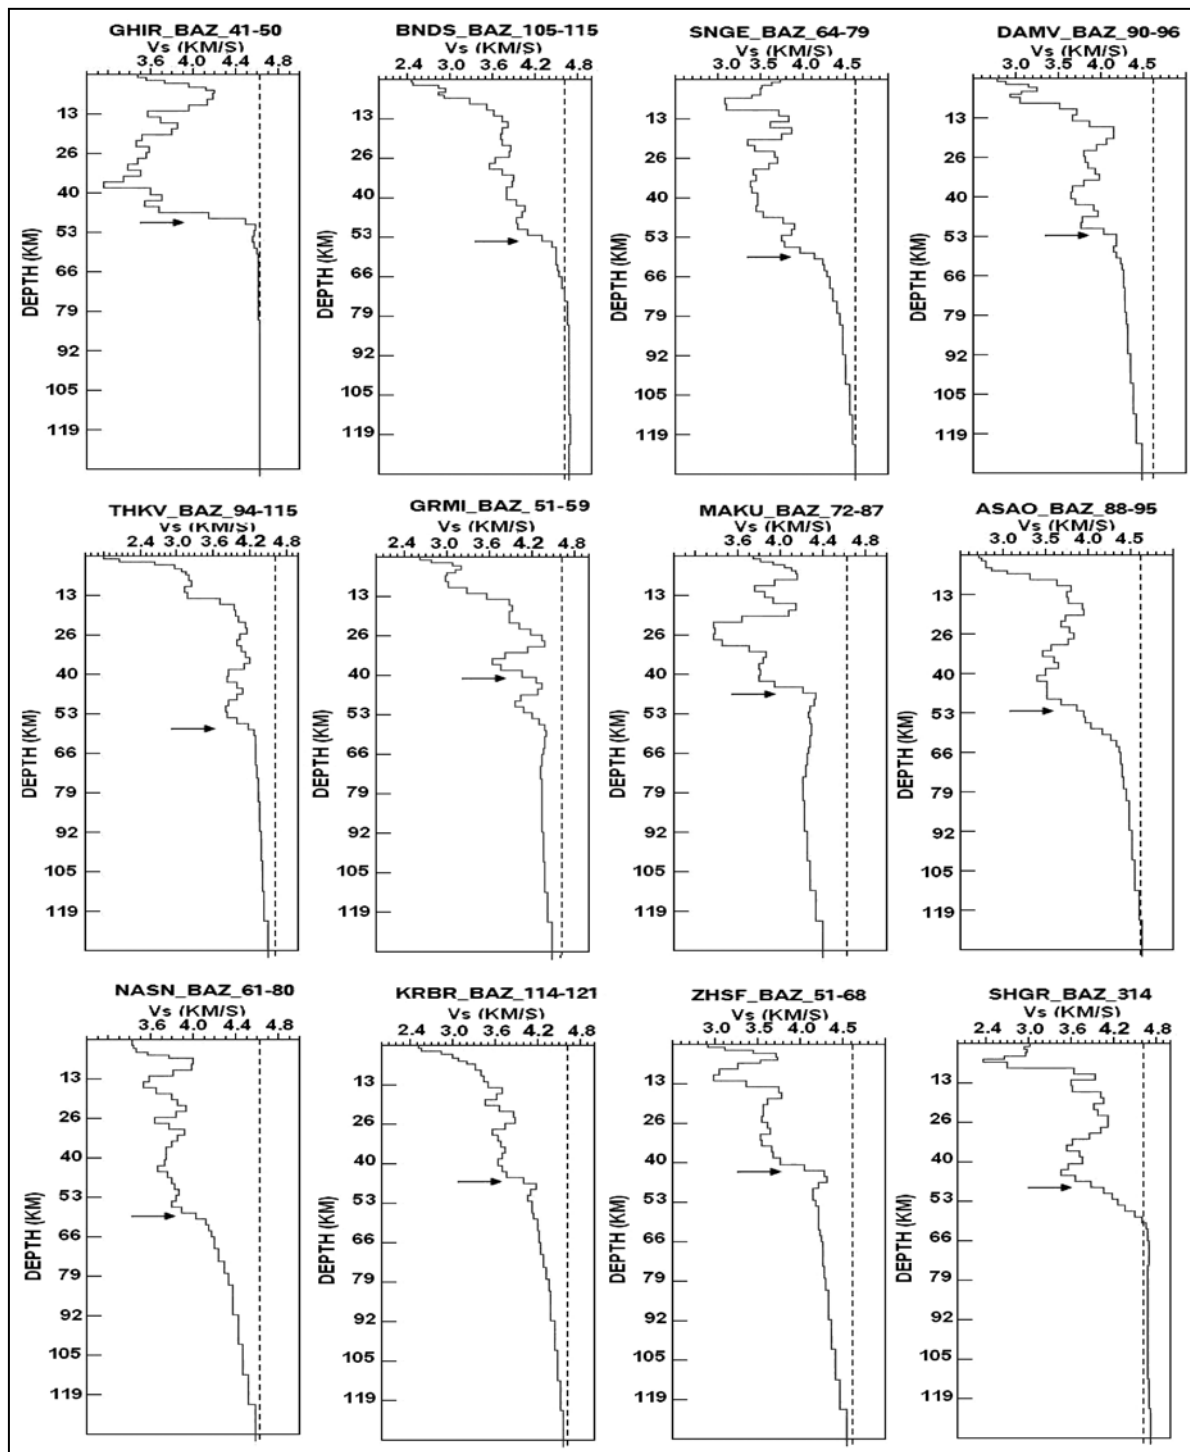 GHIR_BAZ_41-50
Vs (KM/S)
3.6 4.0 4.4 4.8
13
26
40
53
66
79
92
105
119
DEPTH (KM)
BNDS_BAZ_105-115
Vs (KM/S)
2.4 3.0 3.6 4.2 4.8
13
26
40
53
66
79
92
105
119
DEPTH (KM)
SNGE_BAZ_64-79
Vs (KM/S)
3.0 3.5 4.0 4.5
13
26
40
53
66
79
92
105
119
DEPTH (KM)
DAMV_BAZ_90-96
Vs (KM/S)
3.0 3.5 4.0 4.5
13
26
40
53
66
79
92
105
119
DEPTH (KM)
THKV_BAZ_94-115
Vs (KM/S)
2.4 3.0 3.6 4.2 4.8
13
26
40
53
66
79
92
105
119
DEPTH (KM)
GRMI_BAZ_51-59
Vs (KM/S)
2.4 3.0 3.6 4.2 4.8
13
26
40
53
66
79
92
105
119
DEPTH (KM)
MAKU_BAZ_72-87
Vs (KM/S)
3.6 4.0 4.4 4.8
13
26
40
53
66
79
92
105
119
DEPTH (KM)
ASAO_BAZ_88-95
Vs (KM/S)
3.0 3.5 4.0 4.5
13
26
40
53
66
79
92
105
119
DEPTH (KM)
NASN_BAZ_61-80
Vs (KM/S)
3.6 4.0 4.4 4.8
13
26
40
53
66
79
92
105
119
DEPTH (KM)
KRBR_BAZ_114-121
Vs (KM/S)
2.4 3.0 3.6 4.2 4.8
13
26
40
53
66
79
92
105
119
DEPTH (KM)
ZHSF_BAZ_51-68
Vs (KM/S)
3.0 3.5 4.0 4.5
13
26
40
53
66
79
92
105
119
DEPTH (KM)
SHGR_BAZ_314
Vs (KM/S)
2.4 3.0 3.6 4.2 4.8
13
26
40
53
66
79
92
105
119
DEPTH (KM)